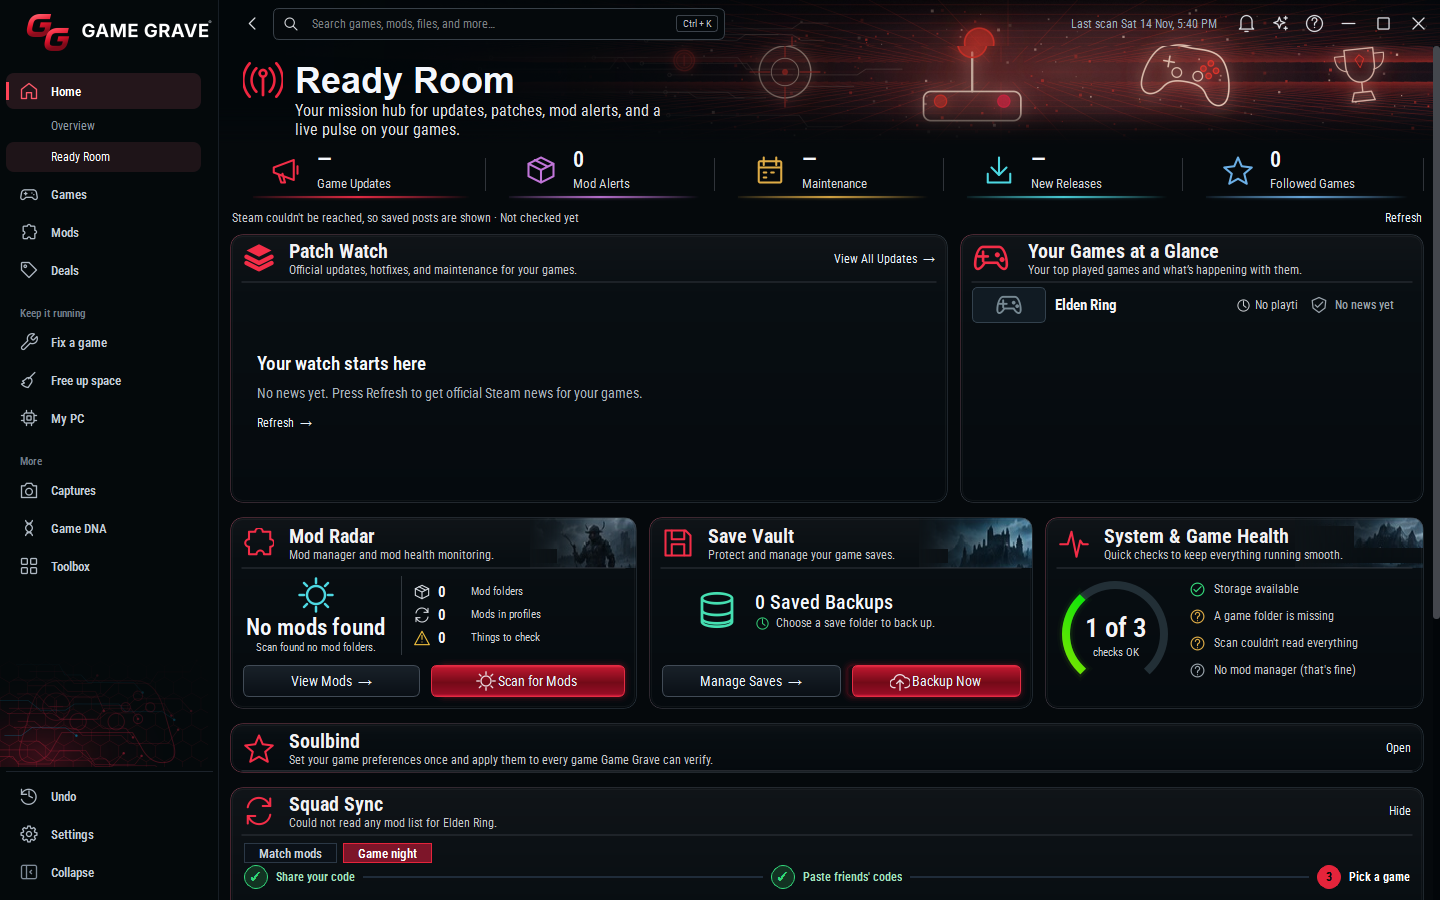 GAME GRAVE
Search games, mods, files, and more...
Ctrl + K
Last scan Sat 14 Nov, 5:40 PM
Home
Overview
Ready Room
Games
Mods
Deals
Keep it running
Fix a game
Free up space
My PC
More
Captures
Game DNA
Toolbox
Undo
Settings
Collapse
Ready Room
Your mission hub for updates, patches, mod alerts, and a
live pulse on your games.
– Game Updates
0 Mod Alerts
– Maintenance
– New Releases
0 Followed Games
Steam couldn't be reached, so saved posts are shown · Not checked yet
Refresh
Patch Watch
Official updates, hotfixes, and maintenance for your games.
View All Updates →
Your watch starts here
No news yet. Press Refresh to get official Steam news for your games.
Refresh →
Your Games at a Glance
Your top played games and what's happening with them.
Elden Ring
No playti
No news yet
Mod Radar
Mod manager and mod health monitoring.
No mods found
Scan found no mod folders.
0 Mod folders
0 Mods in profiles
0 Things to check
View Mods →
Scan for Mods
Save Vault
Protect and manage your game saves.
0 Saved Backups
Choose a save folder to back up.
Manage Saves →
Backup Now
System & Game Health
Quick checks to keep everything running smooth.
1 of 3
checks OK
Storage available
A game folder is missing
Scan couldn't read everything
No mod manager (that's fine)
Soulbind
Set your game preferences once and apply them to every game Game Grave can verify.
Open
Squad Sync
Could not read any mod list for Elden Ring.
Hide
Match mods
Game night
Share your code
Paste friends' codes
3 Pick a game